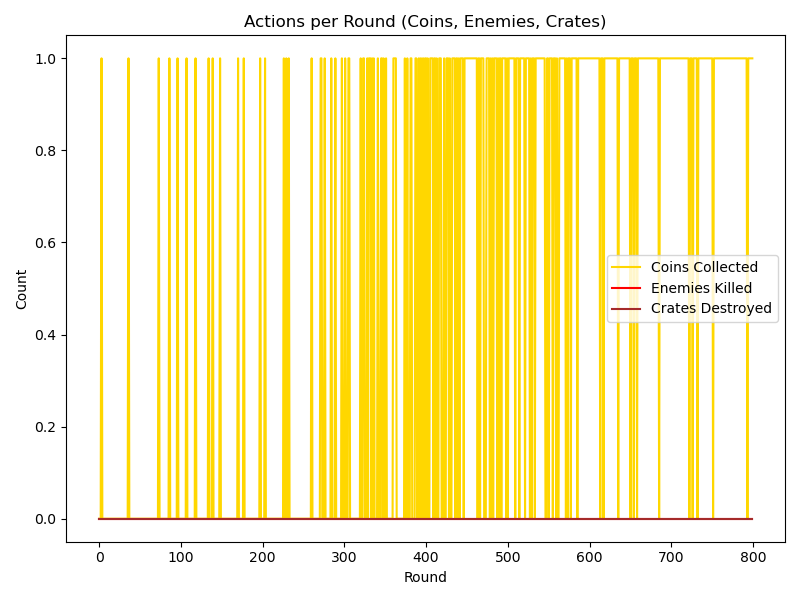 Actions per Round (Coins, Enemies, Crates)
1.0
0.8
0.6
0.4
0.2
0.0
Count
Coins Collected
Enemies Killed
Crates Destroyed
0 100 200 300 400 500 600 700 800
Round